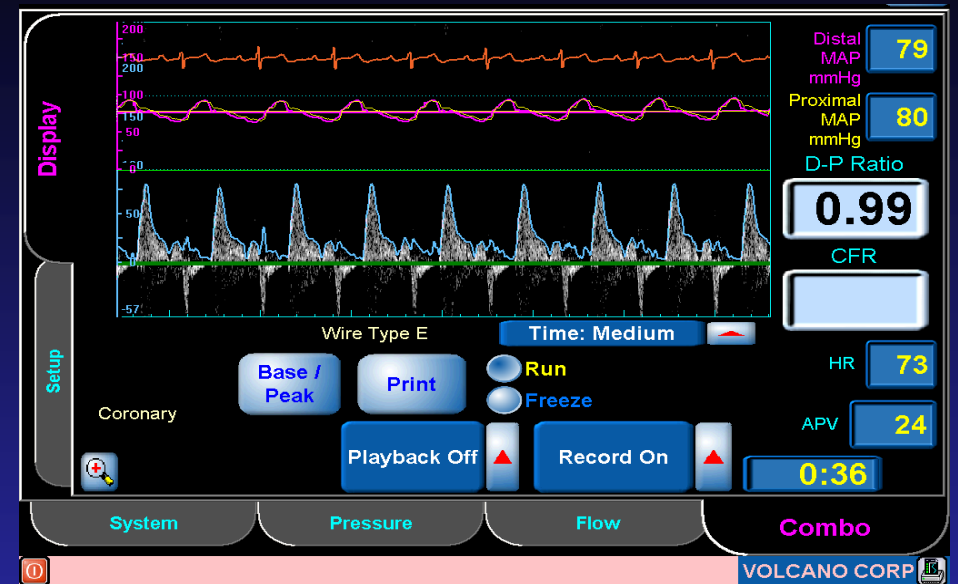 Display
Setup
200
150
200
100
150
50
0
50
0
-57
Distal
MAP
mmHg
79
Proximal
MAP
mmHg
80
D-P Ratio
0.99
CFR
Wire Type E
Time: Medium
Base /
Peak
Print
Run
Freeze
HR
73
Coronary
APV
24
Playback Off
Record On
0:36
System
Pressure
Flow
Combo
VOLCANO CORP